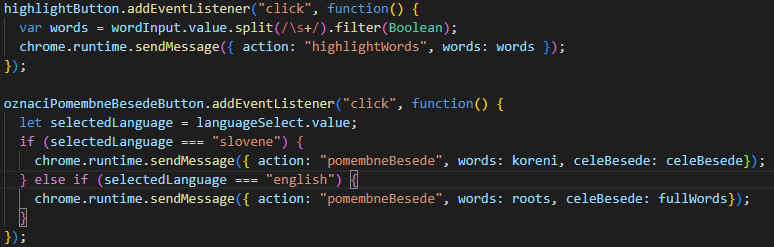 highlightButton.addEventListener("click", function() {
  var words = wordInput.value.split(/\s+/).filter(Boolean);
  chrome.runtime.sendMessage({ action: "highlightWords", words: words });
});

oznaciPomembneBesedeButton.addEventListener("click", function() {
  let selectedLanguage = languageSelect.value;
  if (selectedLanguage === "slovene") {
    chrome.runtime.sendMessage({ action: "pomembneBesede", words: koreni, celeBesede: celeBesede});
  } else if (selectedLanguage === "english") {
    chrome.runtime.sendMessage({ action: "pomembneBesede", words: roots, celeBesede: fullWords});
  }
});